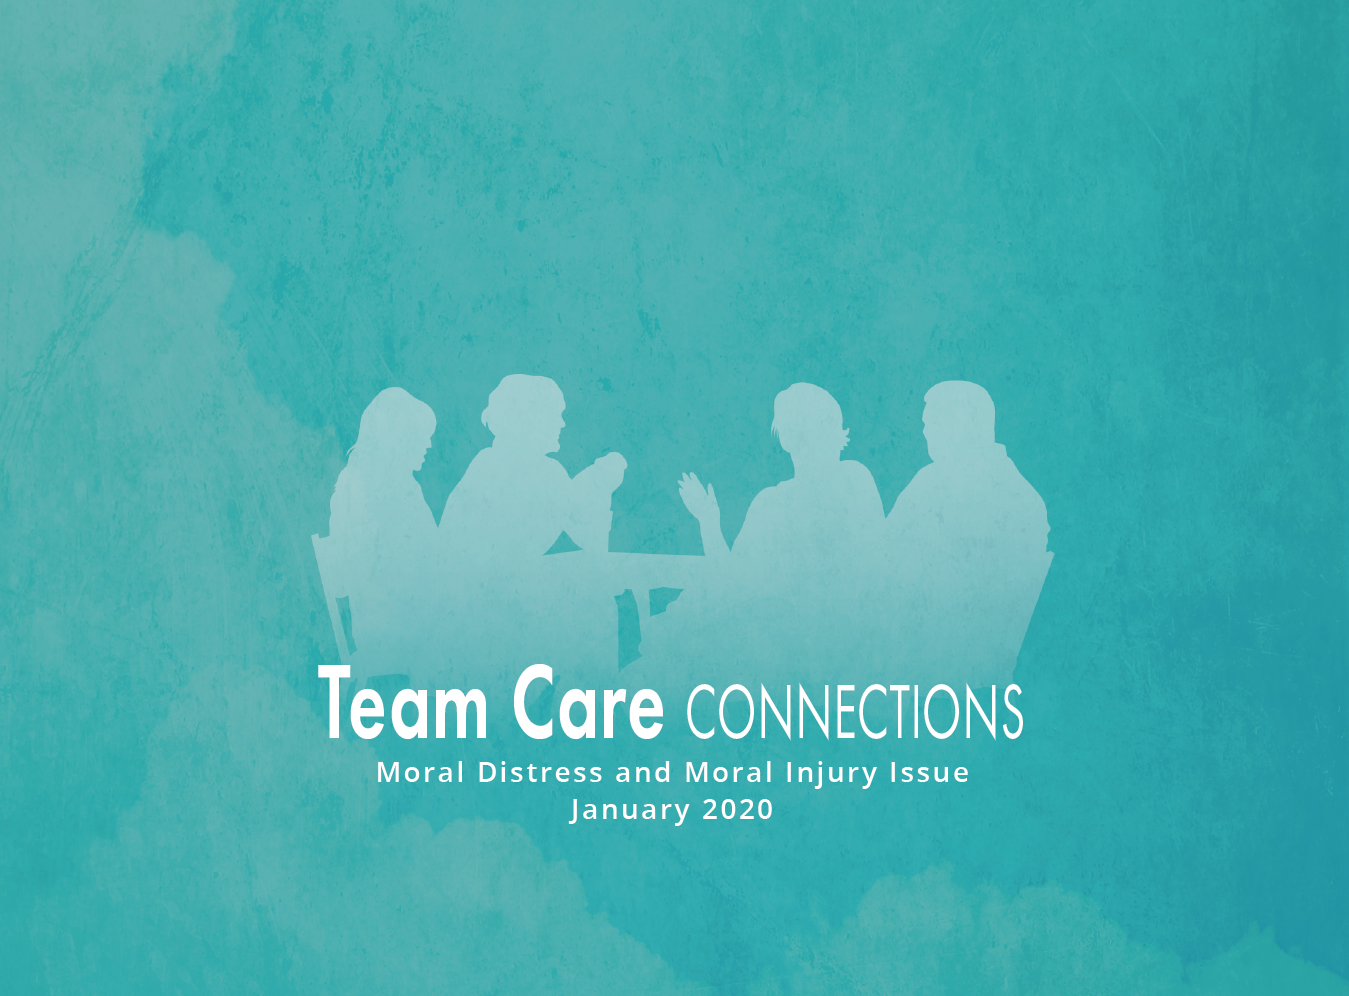 Team Care CONNECTIONS
Moral Distress and Moral Injury Issue
January 2020